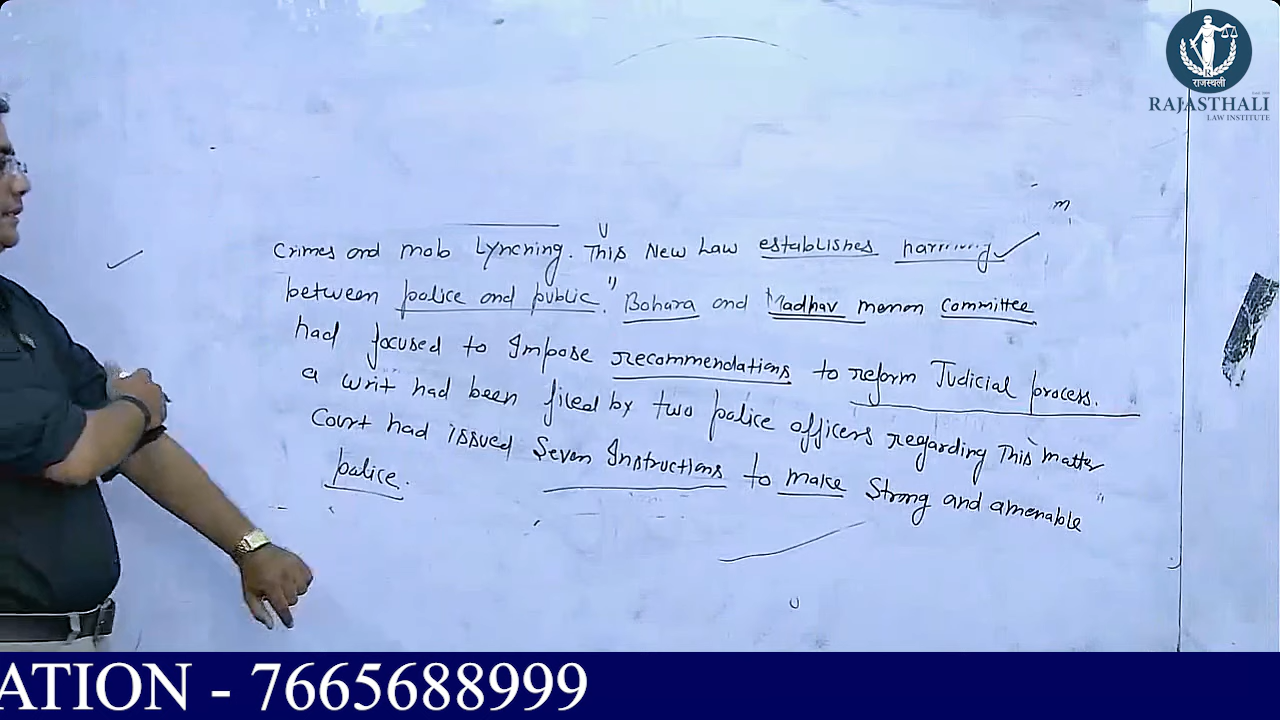 राजस्थली
RAJASTHALI
LAW INSTITUTE
m
Crimes and mob Lynching. This New Law establishes
between police and public." Bohara and Madhav menon Committee
had focused to Impose recommendations to reform Judicial process.
a writ had been filed by two police officers regarding This matter
Court had issued Seven Instructions to make Strong and amenable
police.
ATION - 7665688999